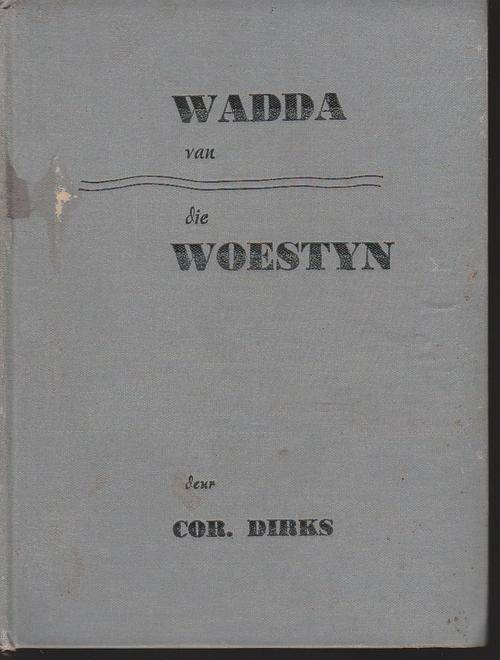 WADDA
van
die
WOESTYN
deur
COR. DIRKS